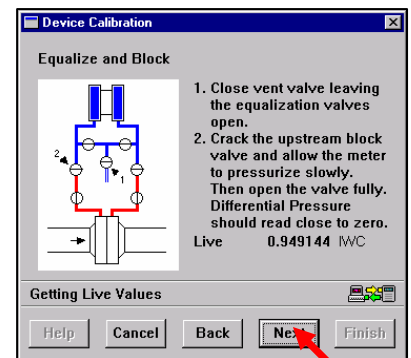 Device Calibration
Equalize and Block
1. Close vent valve leaving
the equalization valves
open.
2. Crack the upstream block
valve and allow the meter
to pressurize slowly.
Then open the valve fully.
Differential Pressure
should read close to zero.
Live 0.949144 IWC
2
1
Getting Live Values
Help Cancel Back Next Finish